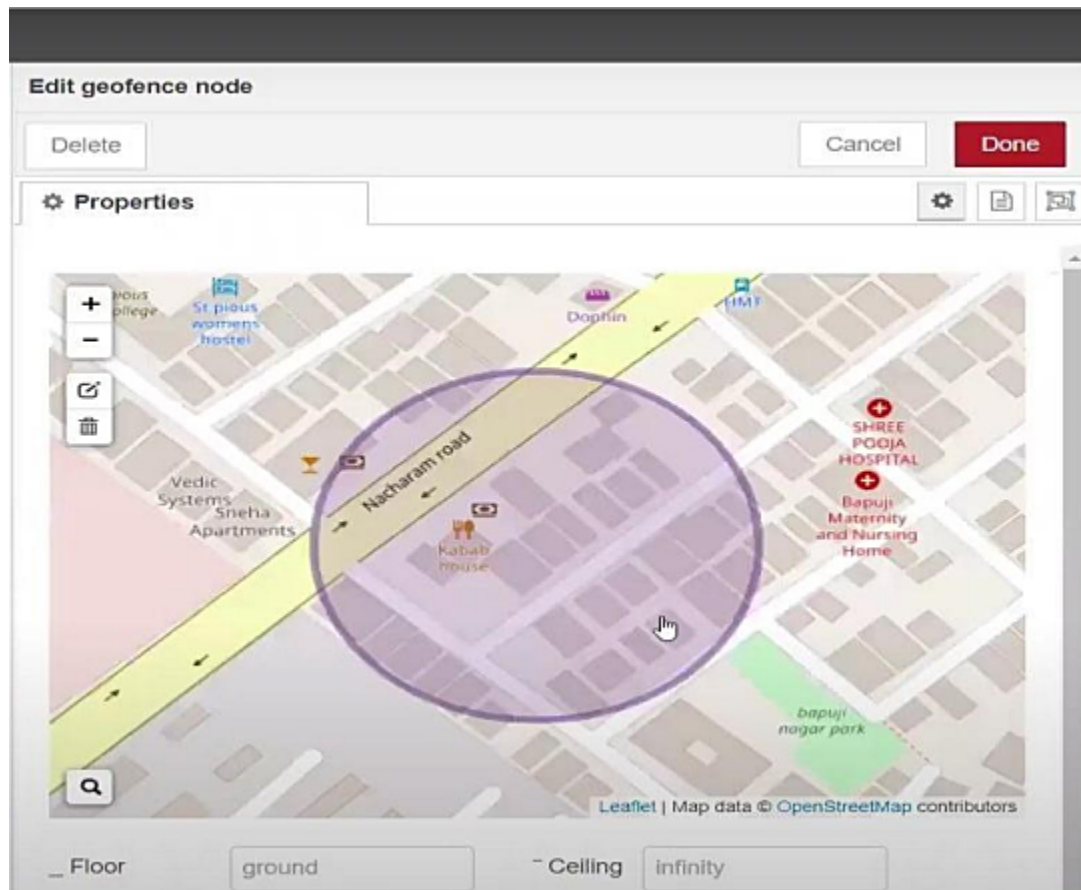 Edit geofence node
Delete
Cancel
Done
Properties
St pious
womens
hostel
Dophin
HMT
SHREE
POOJA
HOSPITAL
Vedic
Systems
Sneha
Apartments
Nacharam road
Kabab
house
Bapuji
Maternity
and Nursing
Home
bapuji
nagar park
Leaflet | Map data © OpenStreetMap contributors
Floor
ground
Ceiling
infinity